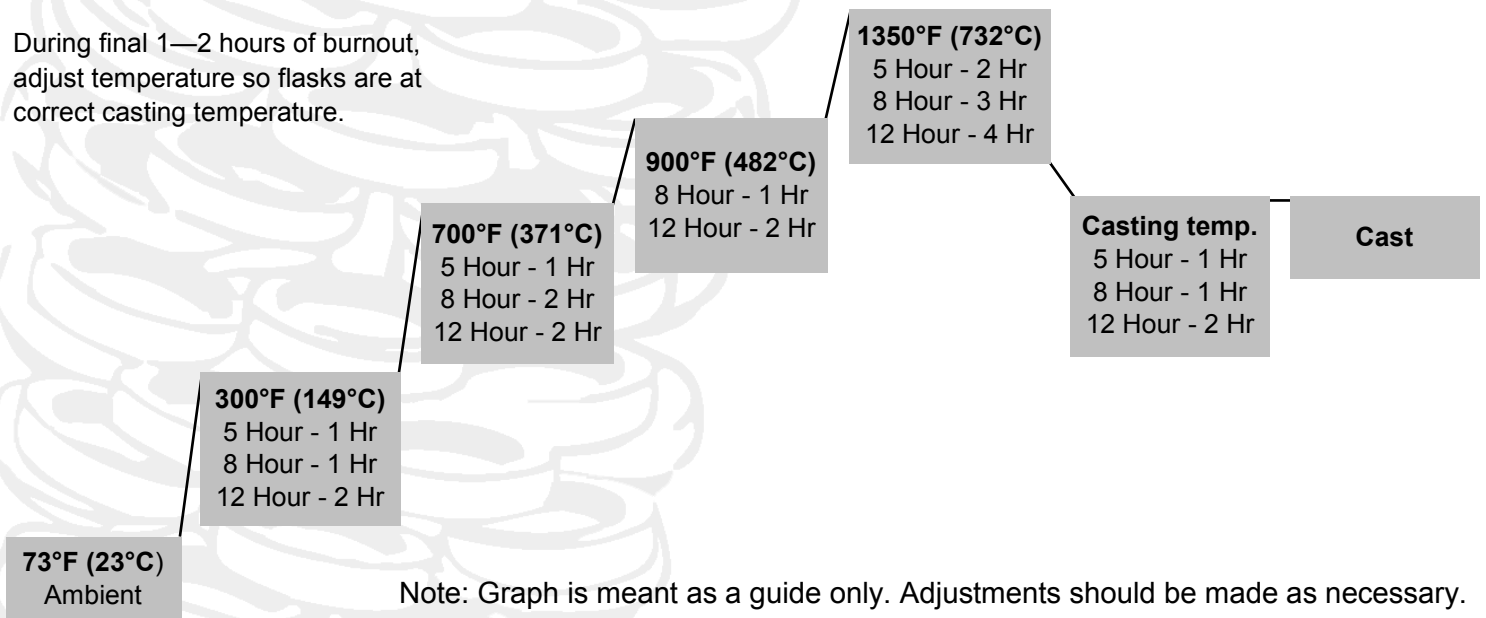 During final 1—2 hours of burnout,
adjust temperature so flasks are at
correct casting temperature.
73°F (23°C)
Ambient
300°F (149°C)
5 Hour - 1 Hr
8 Hour - 1 Hr
12 Hour - 2 Hr
700°F (371°C)
5 Hour - 1 Hr
8 Hour - 2 Hr
12 Hour - 2 Hr
900°F (482°C)
8 Hour - 1 Hr
12 Hour - 2 Hr
1350°F (732°C)
5 Hour - 2 Hr
8 Hour - 3 Hr
12 Hour - 4 Hr
Casting temp.
5 Hour - 1 Hr
8 Hour - 1 Hr
12 Hour - 2 Hr
Cast
Note: Graph is meant as a guide only. Adjustments should be made as necessary.